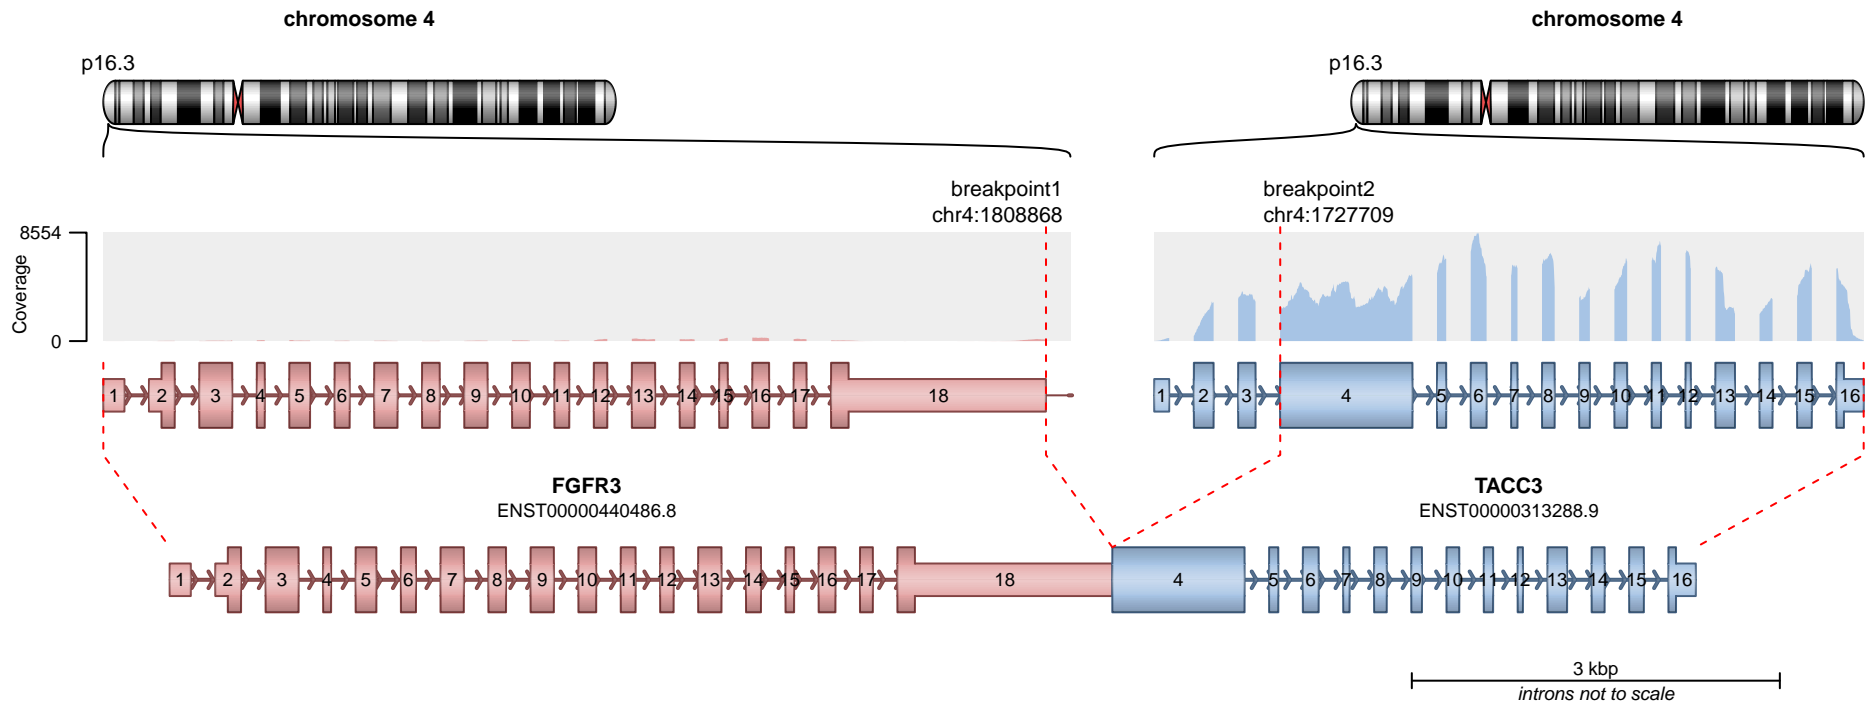 chromosome 4
chromosome 4
p16.3
p16.3
breakpoint1
chr4:1808868
breakpoint2
chr4:1727709
8554
Coverage
0
1 2 3 4 5 6 7 8 9 10 11 12 13 14 15 16 17 18
1 2 3 4 5 6 7 8 9 10 11 12 13 14 15 16
FGFR3
ENST00000440486.8
TACC3
ENST00000313288.9
1 2 3 4 5 6 7 8 9 10 11 12 13 14 15 16 17 18 4 5 6 7 8 9 10 11 12 13 14 15 16
3 kbp
introns not to scale